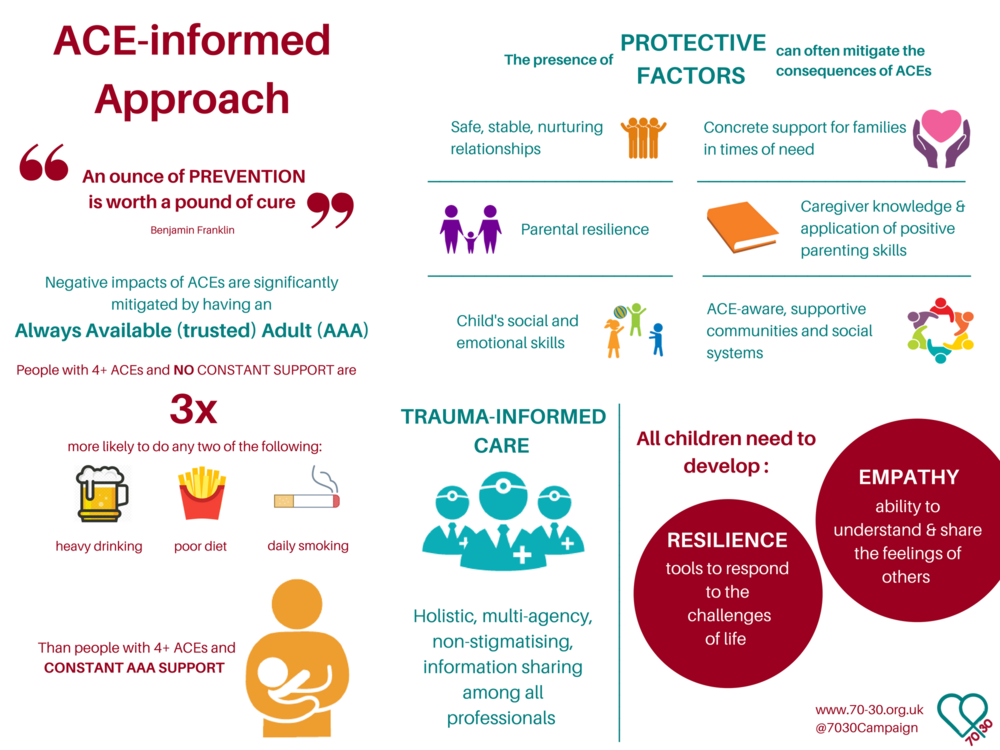 ACE-informed
Approach
“
An ounce of PREVENTION
is worth a pound of cure
”
Benjamin Franklin
Negative impacts of ACEs are significantly
mitigated by having an
Always Available (trusted) Adult (AAA)
People with 4+ ACEs and NO CONSTANT SUPPORT are
3x
more likely to do any two of the following:
heavy drinking
poor diet
daily smoking
Than people with 4+ ACEs and
CONSTANT AAA SUPPORT
The presence of
PROTECTIVE
FACTORS
can often mitigate the
consequences of ACEs
Safe, stable, nurturing
relationships
Concrete support for families
in times of need
Parental resilience
Caregiver knowledge &
application of positive
parenting skills
Child's social and
emotional skills
ACE-aware, supportive
communities and social
systems
TRAUMA-INFORMED
CARE
Holistic, multi-agency,
non-stigmatising,
information sharing
among all
professionals
All children need to
develop :
RESILIENCE
tools to respond
to the
challenges
of life
EMPATHY
ability to
understand & share
the feelings of
others
www.70-30.org.uk
@7030Campaign
70/30